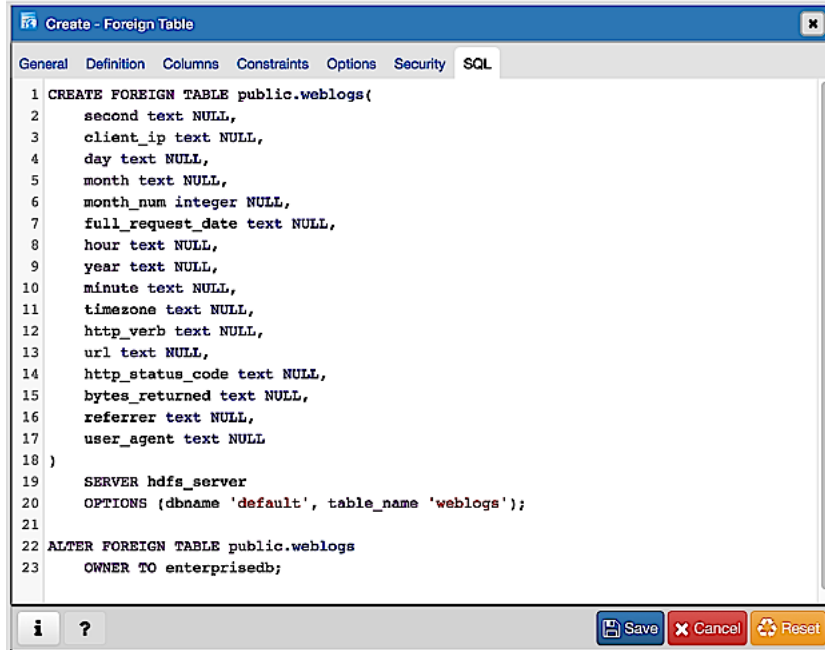 Create - Foreign Table
General Definition Columns Constraints Options Security SQL
1 CREATE FOREIGN TABLE public.weblogs(
2     second text NULL,
3     client_ip text NULL,
4     day text NULL,
5     month text NULL,
6     month_num integer NULL,
7     full_request_date text NULL,
8     hour text NULL,
9     year text NULL,
10     minute text NULL,
11     timezone text NULL,
12     http_verb text NULL,
13     url text NULL,
14     http_status_code text NULL,
15     bytes_returned text NULL,
16     referrer text NULL,
17     user_agent text NULL
18 )
19     SERVER hdfs_server
20     OPTIONS (dbname 'default', table_name 'weblogs');
21
22 ALTER FOREIGN TABLE public.weblogs
23     OWNER TO enterprisedb;
i ? Save Cancel Reset